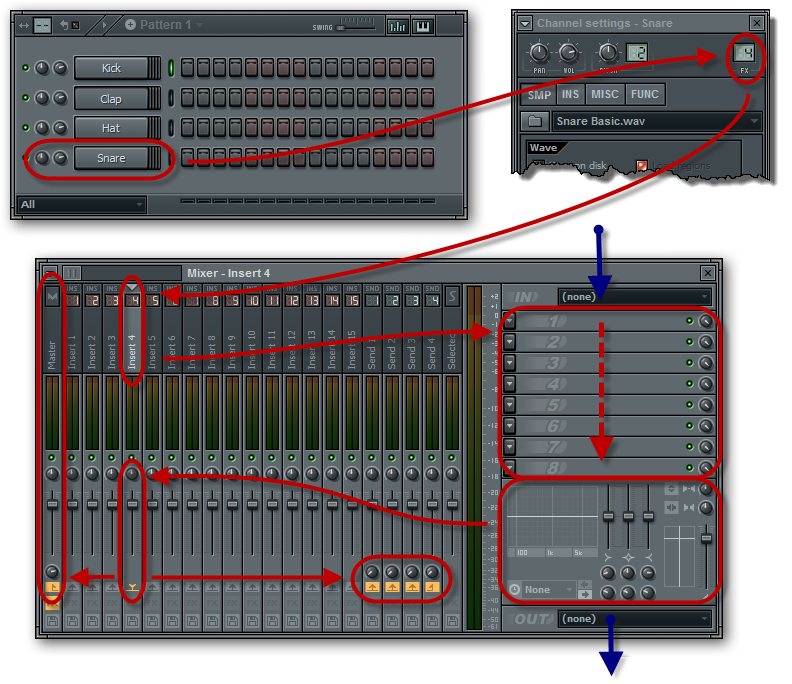 Pattern 1
SWING
Kick
Clap
Hat
Snare
All
Channel settings - Snare
PAN VOL
2
4
FX
SMP INS MISC FUNC
Snare Basic.wav
Wave
on disk
regions
Mixer - Insert 4
INS INS INS INS INS INS INS INS INS INS INS SND SND SND SND
1 2 3 4 5 8 9 10 11 12 13 14 15 1 2 3 4 S
Master
Insert 1
Insert 2
Insert 3
Insert 4
Insert 5
Insert 6
Insert 7
Insert 8
Insert 9
Insert 10
Insert 11
Insert 12
Insert 13
Insert 14
Insert 15
Send 1
Send 2
Send 3
Send 4
Selected
IN (none)
1
2
3
4
5
6
7
8
100 1k 5k
None
OUT (none)